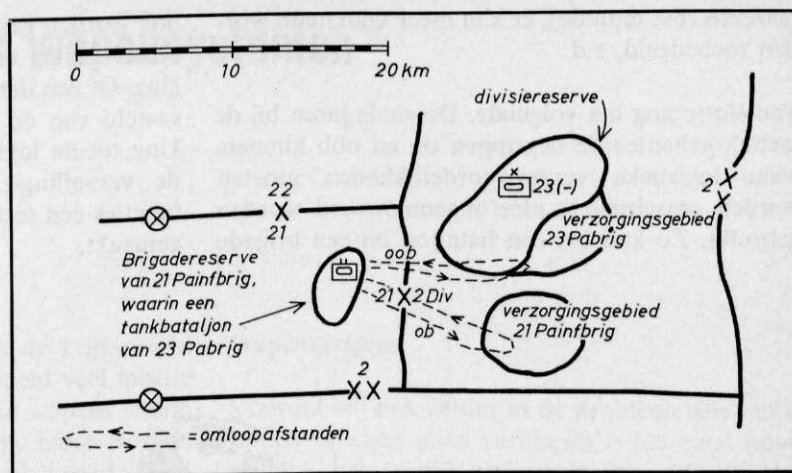 0 10 20 km
divisiereserve
23(-)
verzorgingsgebied
23 Pabrig
2
22
21
Brigadereserve
van 21 Painfbrig,
waarin een
tankbataljon
van 23 Pabrig
oob
21 2 Div
ob
verzorgingsgebied
21 Painfbrig
2
= omloopafstanden